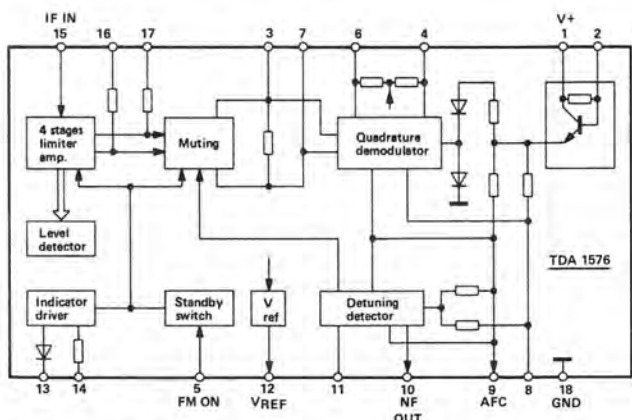 IF IN
V+
15
16
17
3
7
6
4
1
2
4 stages
limiter
amp.
Muting
Quadrature
demodulator
Level
detector
TDA 1576
Indicator
driver
Standby
switch
V
ref
Detuning
detector
13
14
5
12
11
10
9
8
18
FM ON
VREF
NF
OUT
AFC
GND